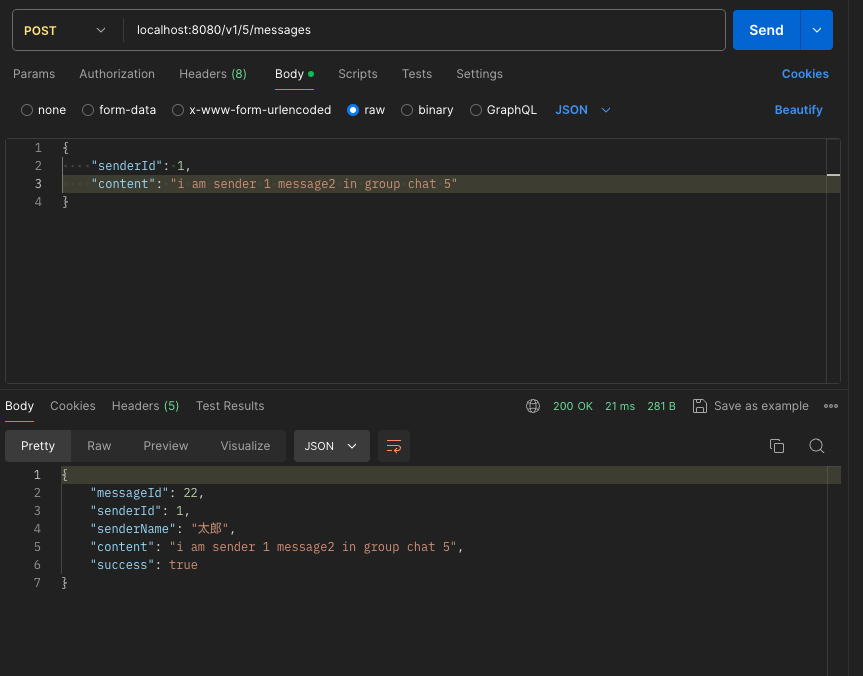 POST localhost:8080/v1/5/messages Send
Params Authorization Headers (8) Body Scripts Tests Settings Cookies
none form-data x-www-form-urlencoded raw binary GraphQL JSON Beautify
1 {
2 "senderId": 1,
3 "content": "i am sender 1 message2 in group chat 5"
4 }
Body Cookies Headers (5) Test Results 200 OK 21 ms 281 B Save as example
Pretty Raw Preview Visualize JSON
1 {
2 "messageId": 22,
3 "senderId": 1,
4 "senderName": "太郎",
5 "content": "i am sender 1 message2 in group chat 5",
6 "success": true
7 }